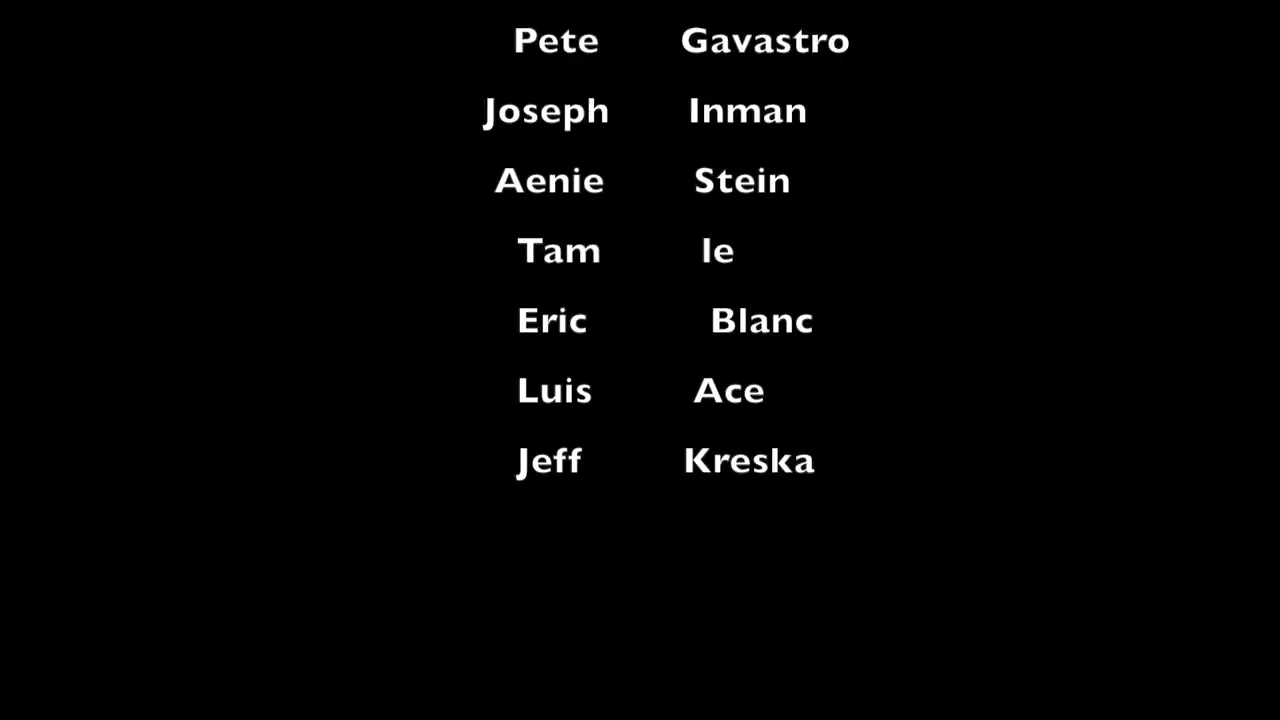 Pete Gavastro
Joseph Inman
Aenie Stein
Tam le
Eric Blanc
Luis Ace
Jeff Kreska